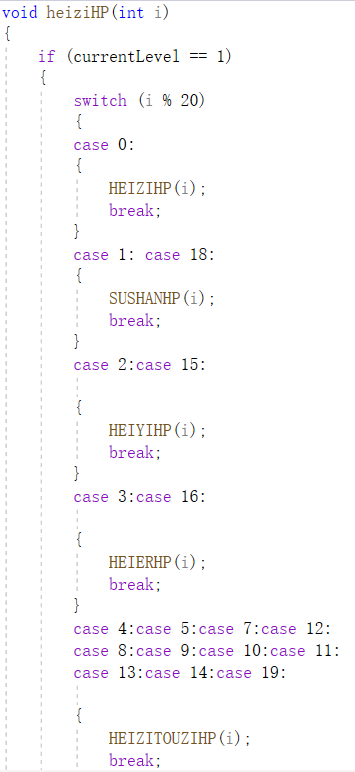 void heiziHP(int i)
{
if (currentLevel == 1)
{
switch (i % 20)
{
case 0:
{
HEIZIHP(i);
break;
}
case 1: case 18:
{
SUSHANHP(i);
break;
}
case 2:case 15:
{
HEIYIHP(i);
break;
}
case 3:case 16:
{
HEIERHP(i);
break;
}
case 4:case 5:case 7:case 12:
case 8:case 9:case 10:case 11:
case 13:case 14:case 19:
{
HEIZITOUZIHP(i);
break;